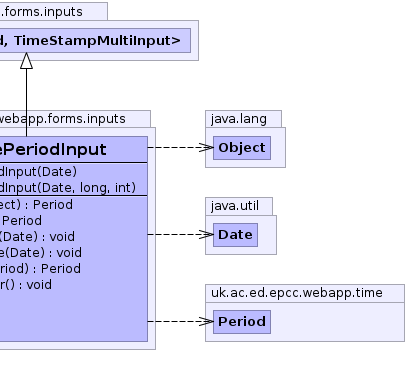 .forms.inputs
d, TimeStampMultiInput>
webapp.forms.inputs
ePeriodInput
dInput(Date)
dInput(Date, long, int)
ect) : Period
: Period
(Date) : void
e(Date) : void
riod) : Period
r() : void
java.lang
Object
java.util
Date
uk.ac.ed.epcc.webapp.time
Period